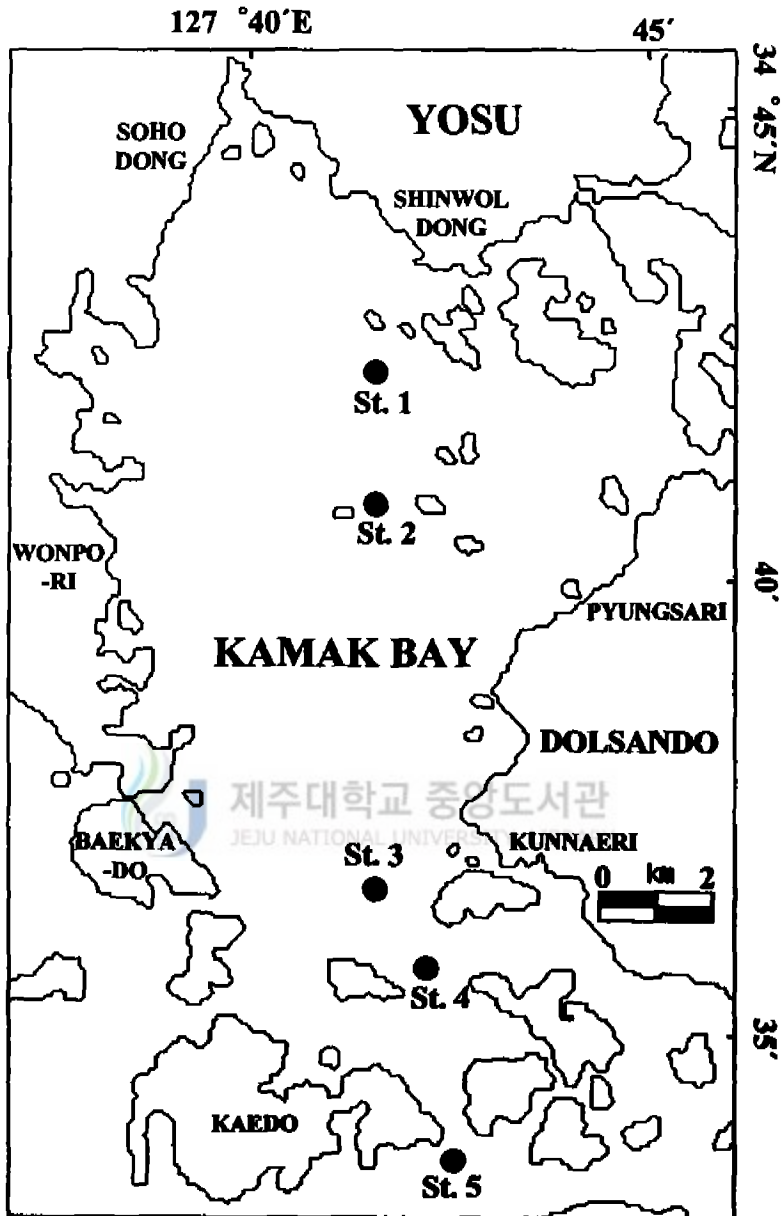 127 °40′E
45′
34 °45′N
YOSU
SOHO
DONG
SHINWOL
DONG
St. 1
St. 2
WONPO
-RI
40′
PYUNGSARI
KAMAK BAY
DOLSANDO
제주대학교 중앙도서관
JEJU NATIONAL UNIVERSITY
KUNNAERI
BAEKYA
-DO
St. 3
0 km 2
St. 4
35′
KAEDO
St. 5